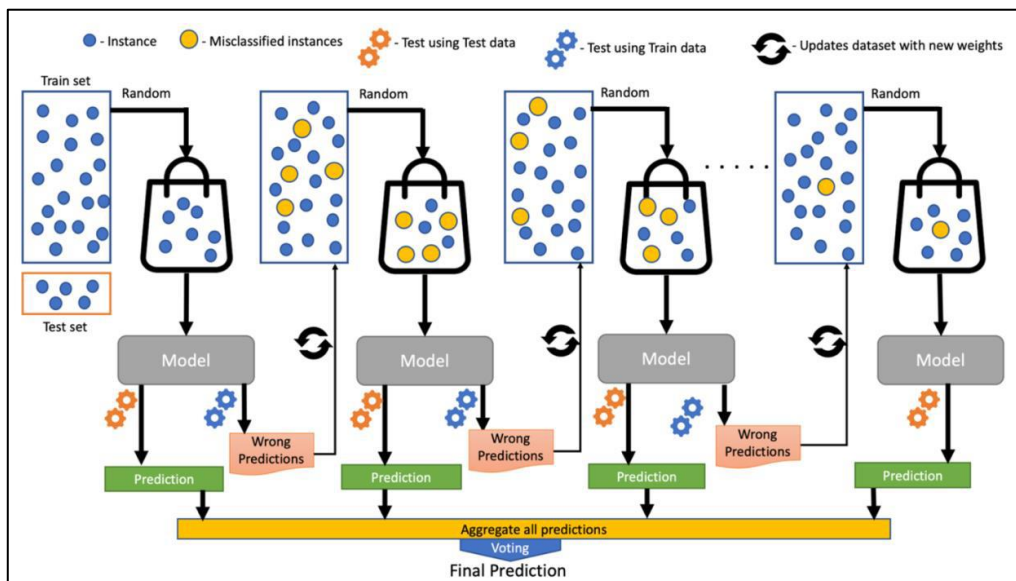 - Instance
- Misclassified instances
- Test using Test data
- Test using Train data
- Updates dataset with new weights
Train set
Random
Random
Random
Random
Test set
Model
Model
Model
Model
Wrong
Predictions
Wrong
Predictions
Wrong
Predictions
Prediction
Prediction
Prediction
Prediction
Aggregate all predictions
Voting
Final Prediction